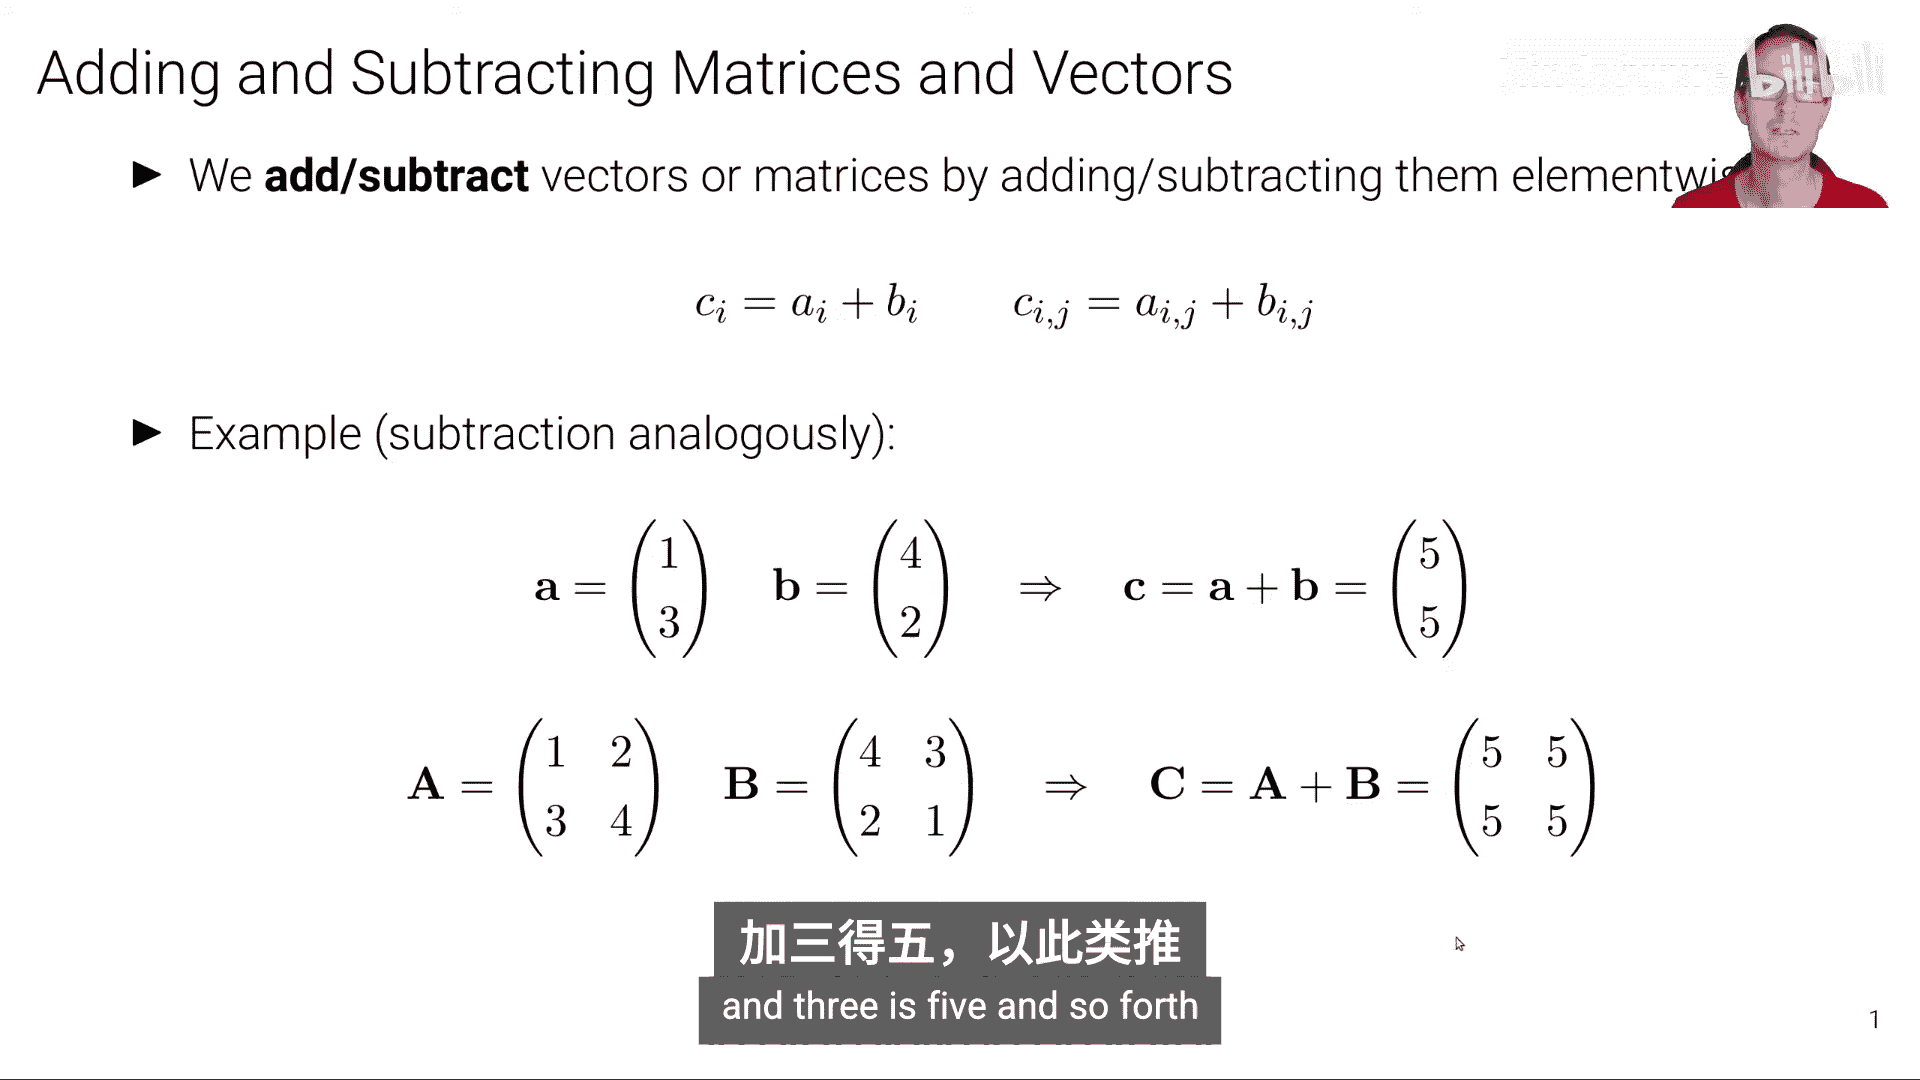 Adding and Subtracting Matrices and Vectors
bilibili
► We add/subtract vectors or matrices by adding/subtracting them elementwis
c_i = a_i + b_i    c_{i,j} = a_{i,j} + b_{i,j}
► Example (subtraction analogously):
a = (1 3)    b = (4 2)    ⇒    c = a + b = (5 5)
A = (1 2 3 4)    B = (4 3 2 1)    ⇒    C = A + B = (5 5 5 5)
加三得五，以此类推
and three is five and so forth
1